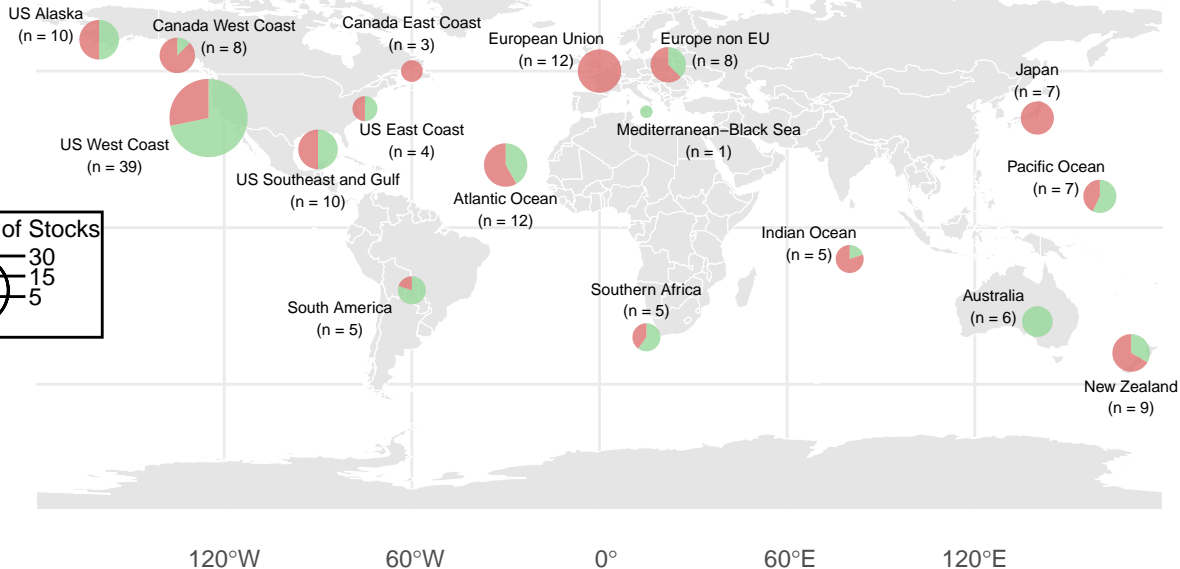 US Alaska
(n = 10)
Canada West Coast
(n = 8)
Canada East Coast
(n = 3)
European Union
(n = 12)
Europe non EU
(n = 8)
Japan
(n = 7)
US West Coast
(n = 39)
US East Coast
(n = 4)
Mediterranean−Black Sea
(n = 1)
US Southeast and Gulf
(n = 10)
Atlantic Ocean
(n = 12)
Pacific Ocean
(n = 7)
of Stocks
30
15
5
Indian Ocean
(n = 5)
South America
(n = 5)
Southern Africa
(n = 5)
Australia
(n = 6)
New Zealand
(n = 9)
120°W 60°W 0° 60°E 120°E